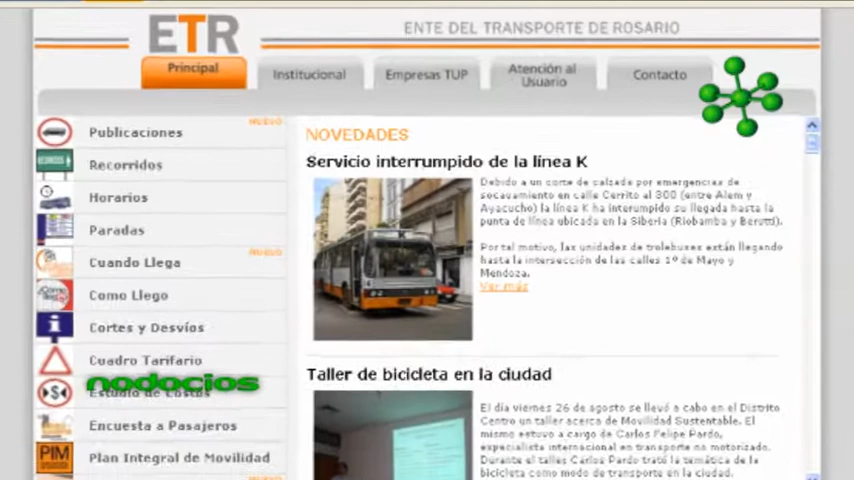 ETR
ENTE DEL TRANSPORTE DE ROSARIO
Principal
Institucional
Empresas TUP
Atención al
Usuario
Contacto
NUEVO
Publicaciones
Recorridos
Horarios
Paradas
NUEVO
Cuando Llega
Como Llego
Cortes y Desvíos
Cuadro Tarifario
nodocios
Estudio de Costos
Encuesta a Pasajeros
PIM
Plan Integral de Movilidad
NOVEDADES
Servicio interrumpido de la línea K
Debido a un corte de calzada por emergencias de
socavamiento en calle Cerrito al 300 (entre Alem y
Ayacucho) la línea K ha interumpido su llegada hasta la
punta de línea ubicada en la Siberia (Riobamba y Berutti).
Por tal motivo, las unidades de trolebuses están llegando
hasta la intersección de las calles 1º de Mayo y
Mendoza.
Ver más
Taller de bicicleta en la ciudad
El día viernes 26 de agosto se llevó a cabo en el Distrito
Centro un taller acerca de Movilidad Sustentable. El
mismo estuvo a cargo de Carlos Felipe Pardo,
especialista internacional en transporte no motorizado.
Durante el taller Carlos Pardo trató la temática de la
bicicleta como modo de transporte en la ciudad.